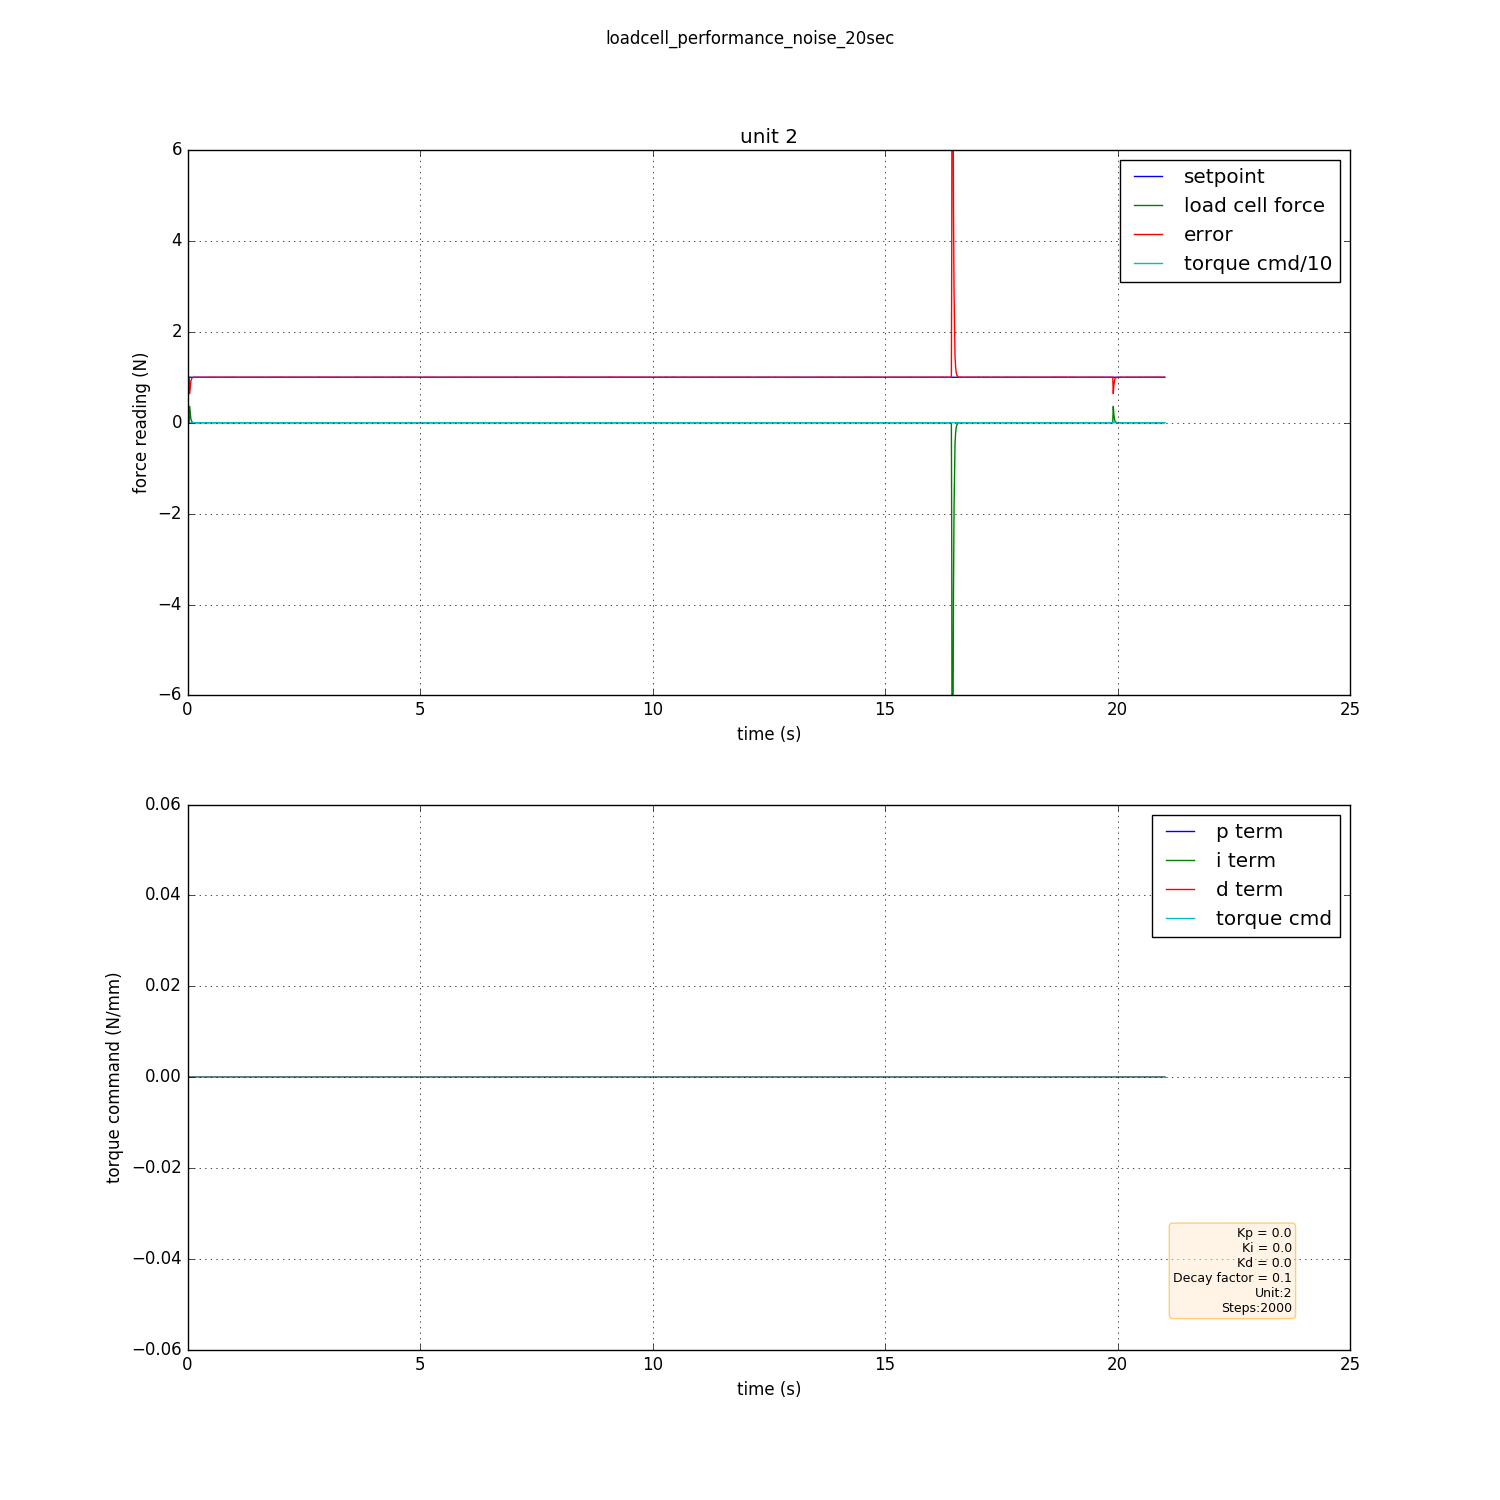 loadcell_performance_noise_20sec
unit 2
6
4
2
0
−2
−4
−6
force reading (N)
setpoint
load cell force
error
torque cmd/10
0 5 10 15 20 25
time (s)
0.06
0.04
0.02
0.00
−0.02
−0.04
−0.06
torque command (N/mm)
p term
i term
d term
torque cmd
Kp = 0.0
Ki = 0.0
Kd = 0.0
Decay factor = 0.1
Unit:2
Steps:2000
0 5 10 15 20 25
time (s)